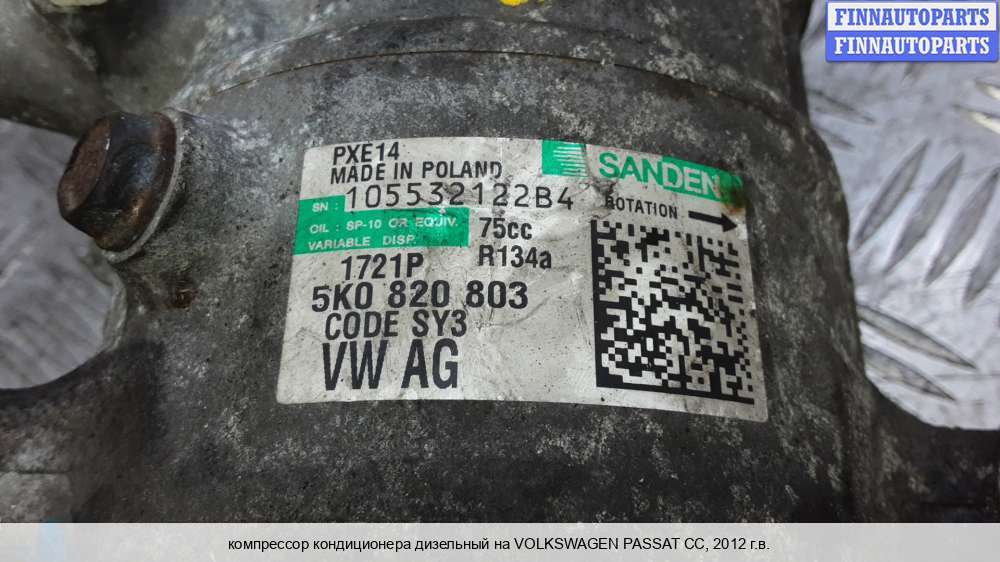 FINNAUTOPARTS
FINNAUTOPARTS
PXE14
MADE IN POLAND
SANDEN
SN : 105532122B4
ROTATION
OIL : SP-10 OR EQUIV. 75cc
VARIABLE DISP.
1721P R134a
5K0 820 803
CODE SY3
VW AG
компрессор кондиционера дизельный на VOLKSWAGEN PASSAT CC, 2012 г.в.